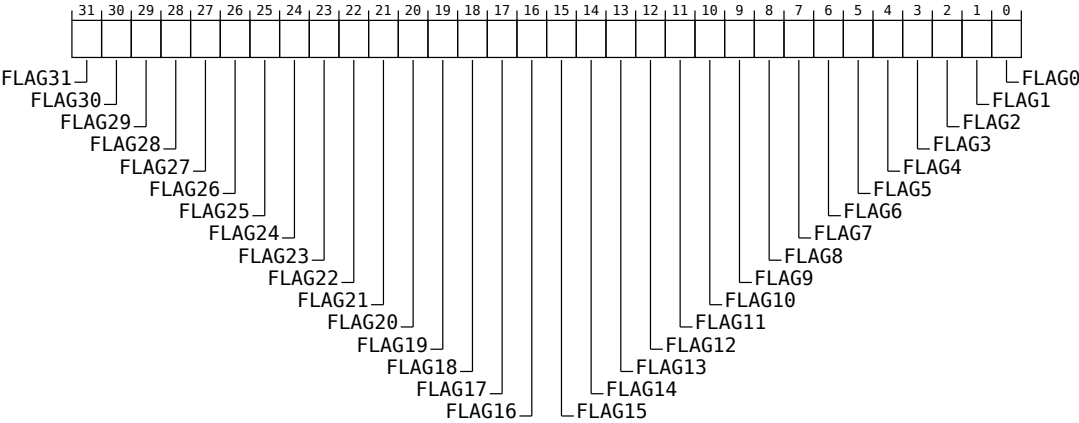 31 30 29 28 27 26 25 24 23 22 21 20 19 18 17 16 15 14 13 12 11 10 9 8 7 6 5 4 3 2 1 0
FLAG31 FLAG0
FLAG30 FLAG1
FLAG29 FLAG2
FLAG28 FLAG3
FLAG27 FLAG4
FLAG26 FLAG5
FLAG25 FLAG6
FLAG24 FLAG7
FLAG23 FLAG8
FLAG22 FLAG9
FLAG21 FLAG10
FLAG20 FLAG11
FLAG19 FLAG12
FLAG18 FLAG13
FLAG17 FLAG14
FLAG16 FLAG15